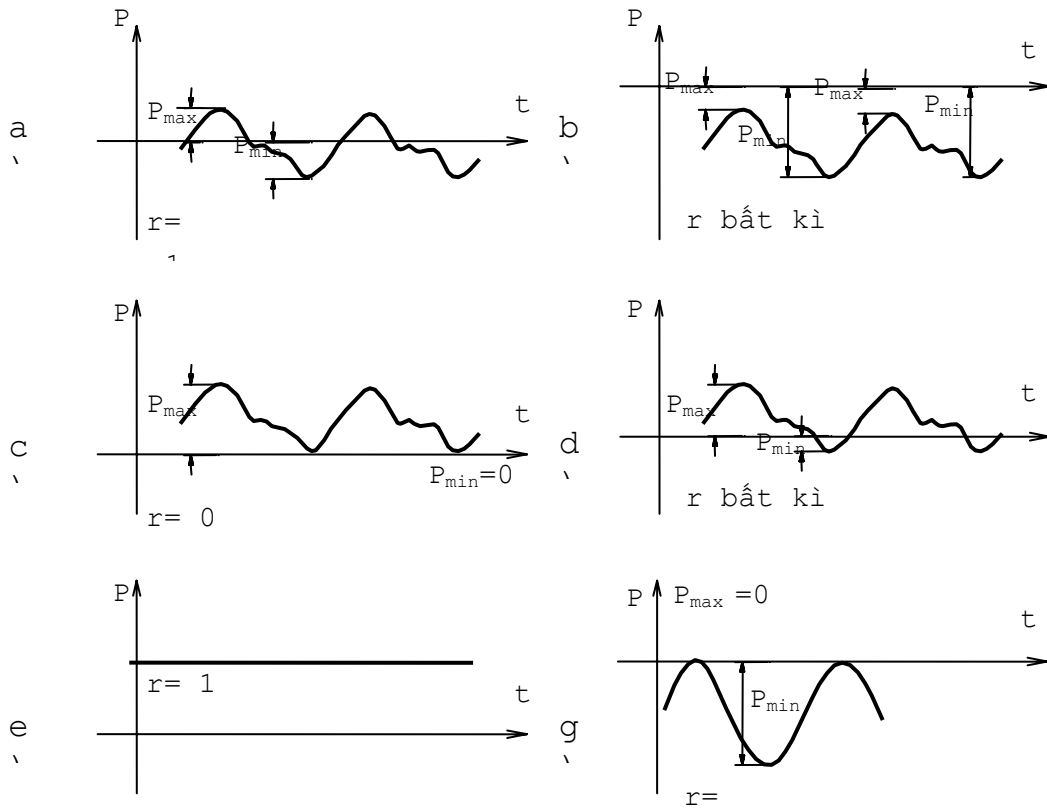 P
t
P_max
P_min
a
r=
P
t
P_max
P_max
P_min
P_min
b
r bất kì
P
t
P_max
c
P_min=0
r= 0
P
t
P_max
P_min
d
r bất kì
P
r= 1
t
e
P
P_max =0
t
P_min
g
r=